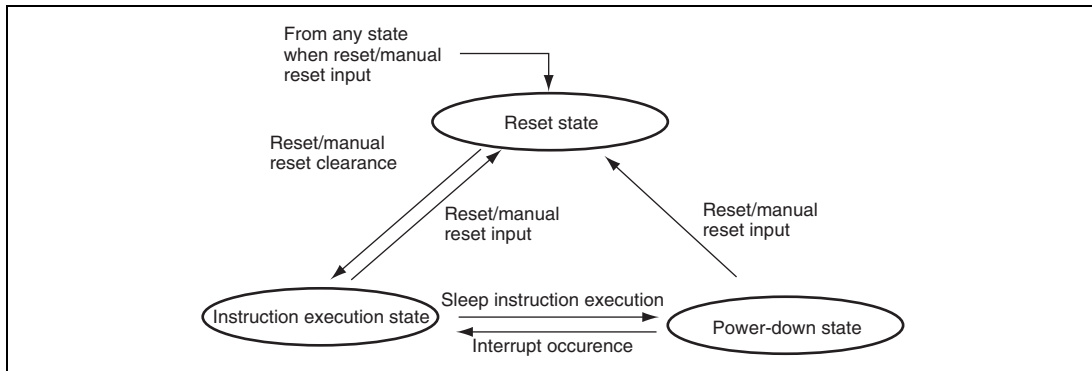 From any state
when reset/manual
reset input
Reset state
Reset/manual
reset clearance
Reset/manual
reset input
Reset/manual
reset input
Instruction execution state
Sleep instruction execution
Interrupt occurence
Power-down state